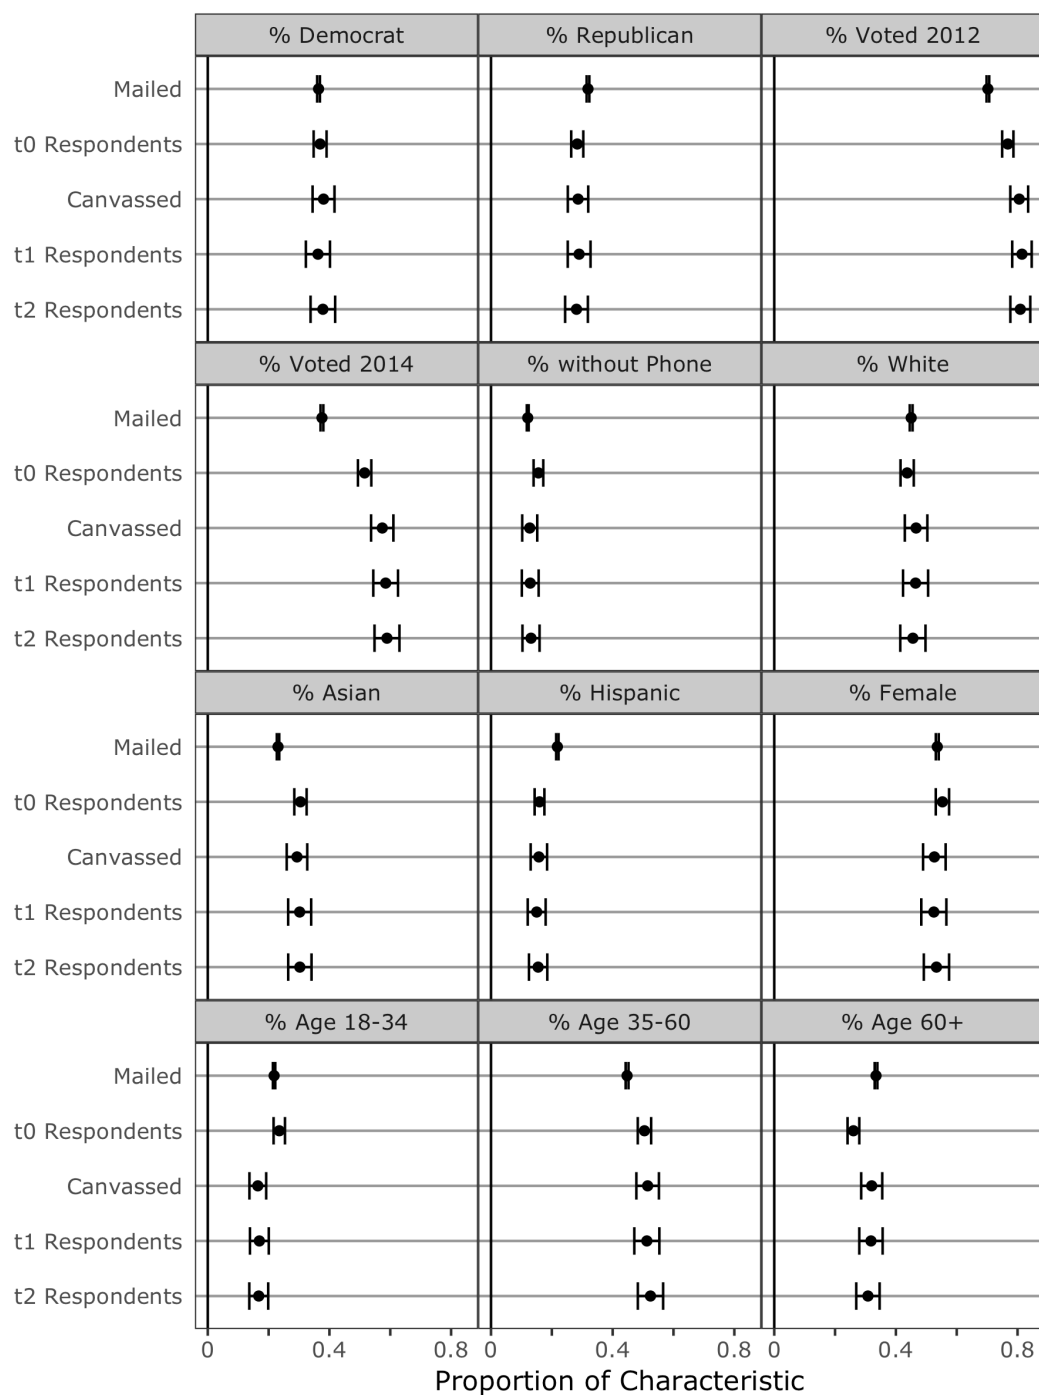 % Democrat % Republican % Voted 2012
Mailed
t0 Respondents
Canvassed
t1 Respondents
t2 Respondents
% Voted 2014 % without Phone % White
Mailed
t0 Respondents
Canvassed
t1 Respondents
t2 Respondents
% Asian % Hispanic % Female
Mailed
t0 Respondents
Canvassed
t1 Respondents
t2 Respondents
% Age 18-34 % Age 35-60 % Age 60+
Mailed
t0 Respondents
Canvassed
t1 Respondents
t2 Respondents
0 0.4 0.8 0 0.4 0.8 0 0.4 0.8
Proportion of Characteristic